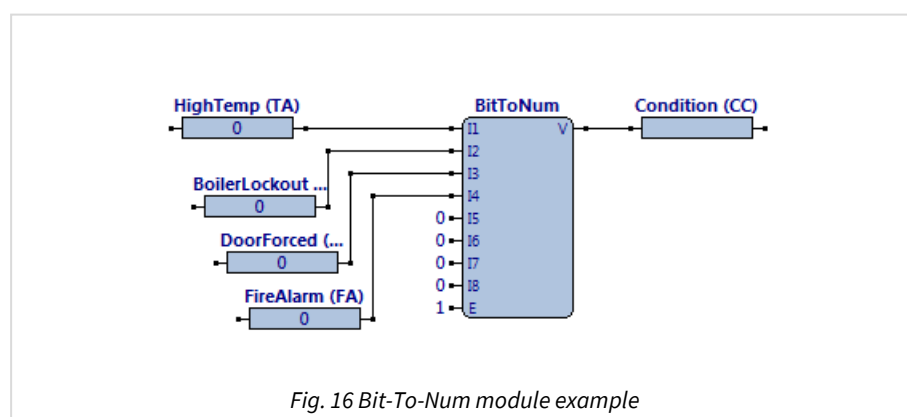 HighTemp (TA)
0
BitToNum
Condition (CC)
I1
V
I2
BoilerLockout ...
0
I3
I4
DoorForced (...
0
0
I5
0
I6
0
I7
FireAlarm (FA)
0
0
I8
1
E
Fig. 16 Bit-To-Num module example